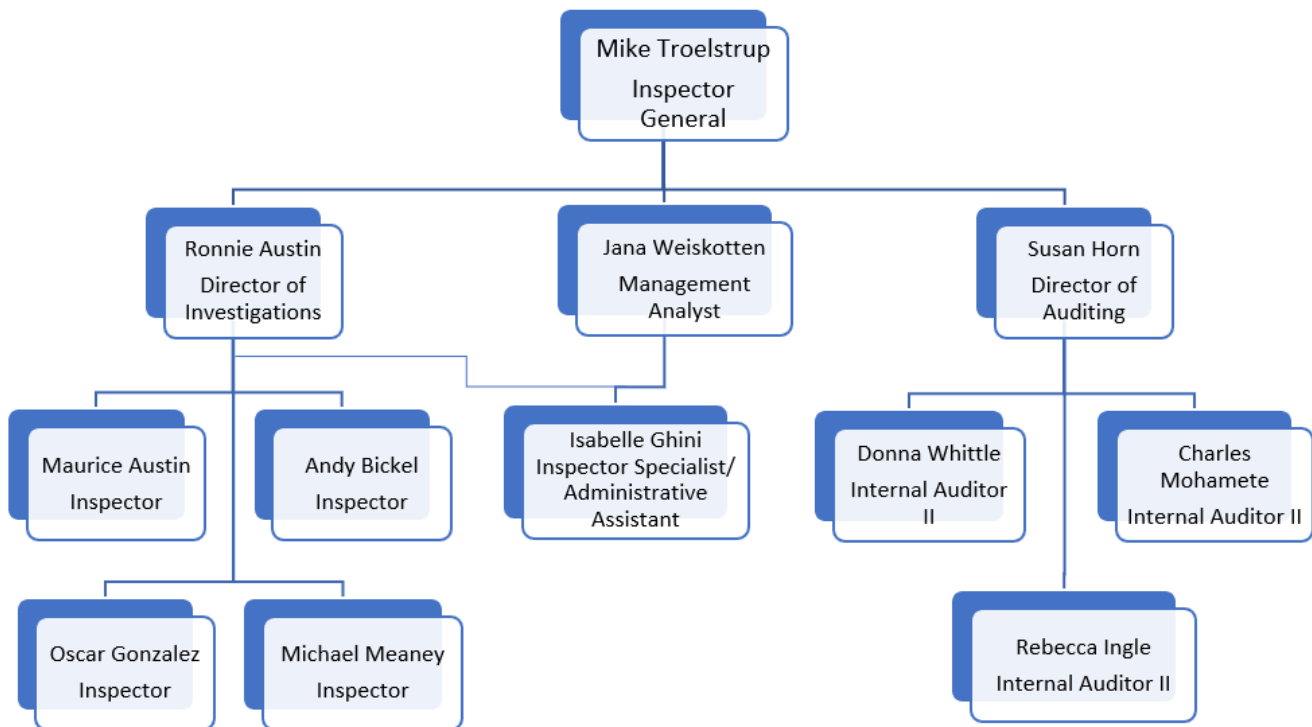 Mike Troelstrup
Inspector
General
Ronnie Austin
Director of
Investigations
Jana Weiskotten
Management
Analyst
Susan Horn
Director of
Auditing
Maurice Austin
Inspector
Andy Bickel
Inspector
Isabelle Ghini
Inspector Specialist/
Administrative
Assistant
Donna Whittle
Internal Auditor
II
Charles
Mohamete
Internal Auditor II
Oscar Gonzalez
Inspector
Michael Meaney
Inspector
Rebecca Ingle
Internal Auditor II